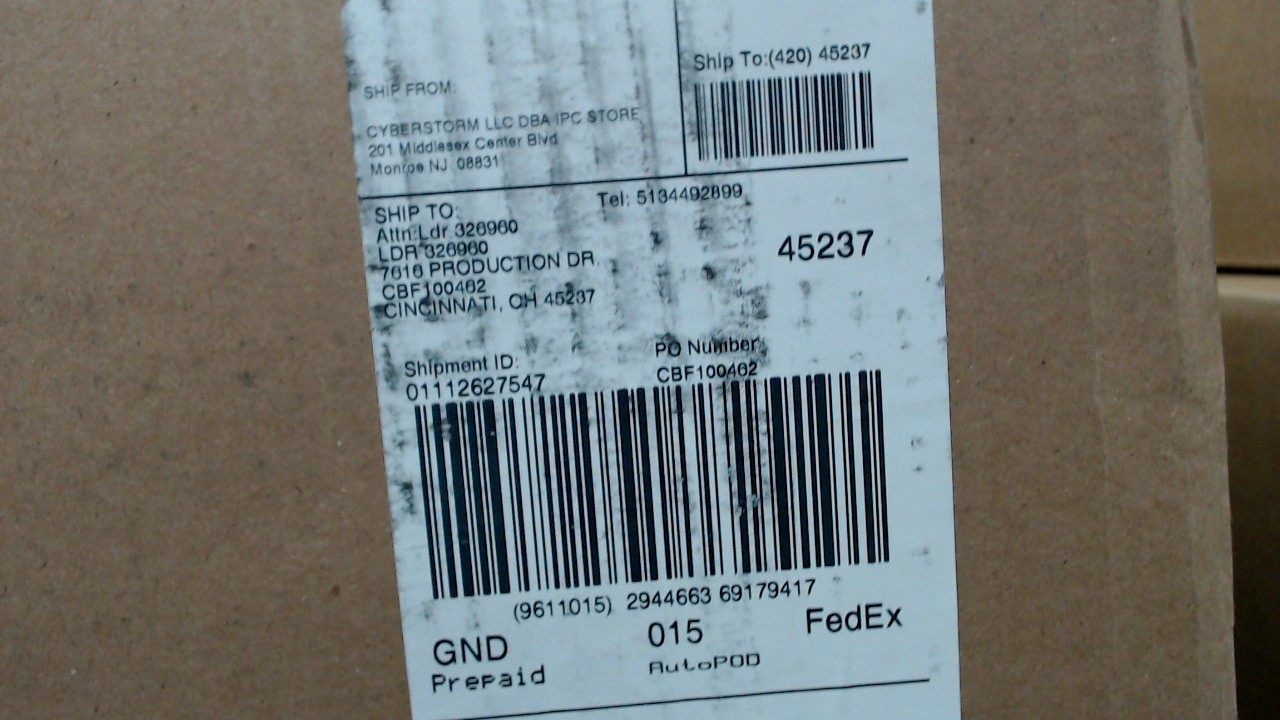 SHIP FROM:
CYBERSTORM LLC DBA IPC STORE
201 Middlesex Center Blvd
Monroe NJ 08831
Ship To:(420) 45237
SHIP TO:
Tel: 5134492899
Attn:Ldr 326960
LDR 326960
7616 PRODUCTION DR.
CBF100462
CINCINNATI, OH 45237
45237
Shipment ID:
01112627547
PO Number
CBF100462
(9611015) 2944663 69179417
GND
015
FedEx
Prepaid
AutoPOD